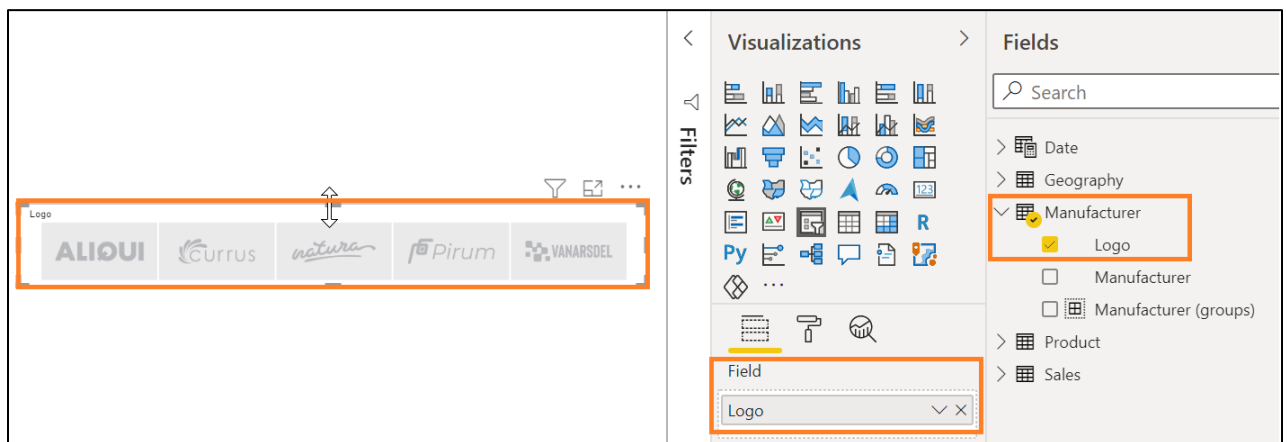 Logo
ALIQUI
Currus
natura
Pirum
VANARSDEL
Filters
Visualizations
123
R
Py
Field
Logo
Fields
Search
Date
Geography
Manufacturer
Logo
Manufacturer
Manufacturer (groups)
Product
Sales